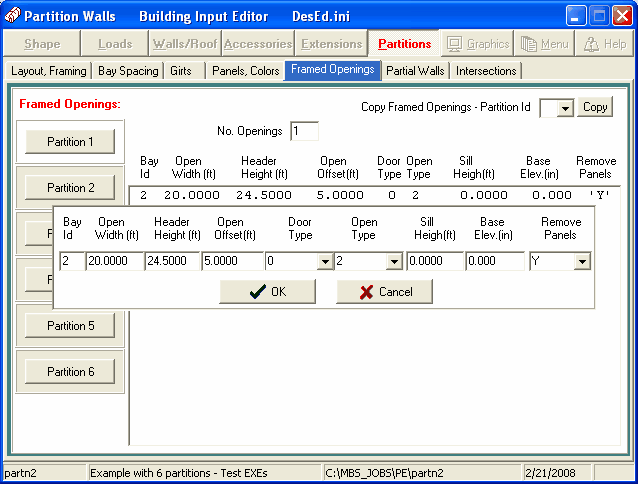 Partition Walls Building Input Editor DesEd.ini
Shape Loads Walls/Roof Accessories Extensions Partitions Graphics Menu Help
Layout, Framing Bay Spacing Girts Panels, Colors Framed Openings Partial Walls Intersections
Framed Openings:
Copy Framed Openings - Partition Id Copy
No. Openings 1
Partition 1
Partition 2
F
F
Partition 5
Partition 6
Bay Open Header Open Door Open Sill Base Remove
Id Width (ft) Height (ft) Offset(ft) Type Type Heigh(ft) Elev.(in) Panels
2 20.0000 24.5000 5.0000 0 2 0.0000 0.000 'Y'
Bay Open Header Open Door Open Sill Base Remove
Id Width (ft) Height (ft) Offset(ft) Type Type Heigh(ft) Elev.(in) Panels
2 20.0000 24.5000 5.0000 0 2 0.0000 0.000 Y
OK Cancel
partn2 Example with 6 partitions - Test EXEs C:\MBS_JOBS\PE\partn2 2/21/2008